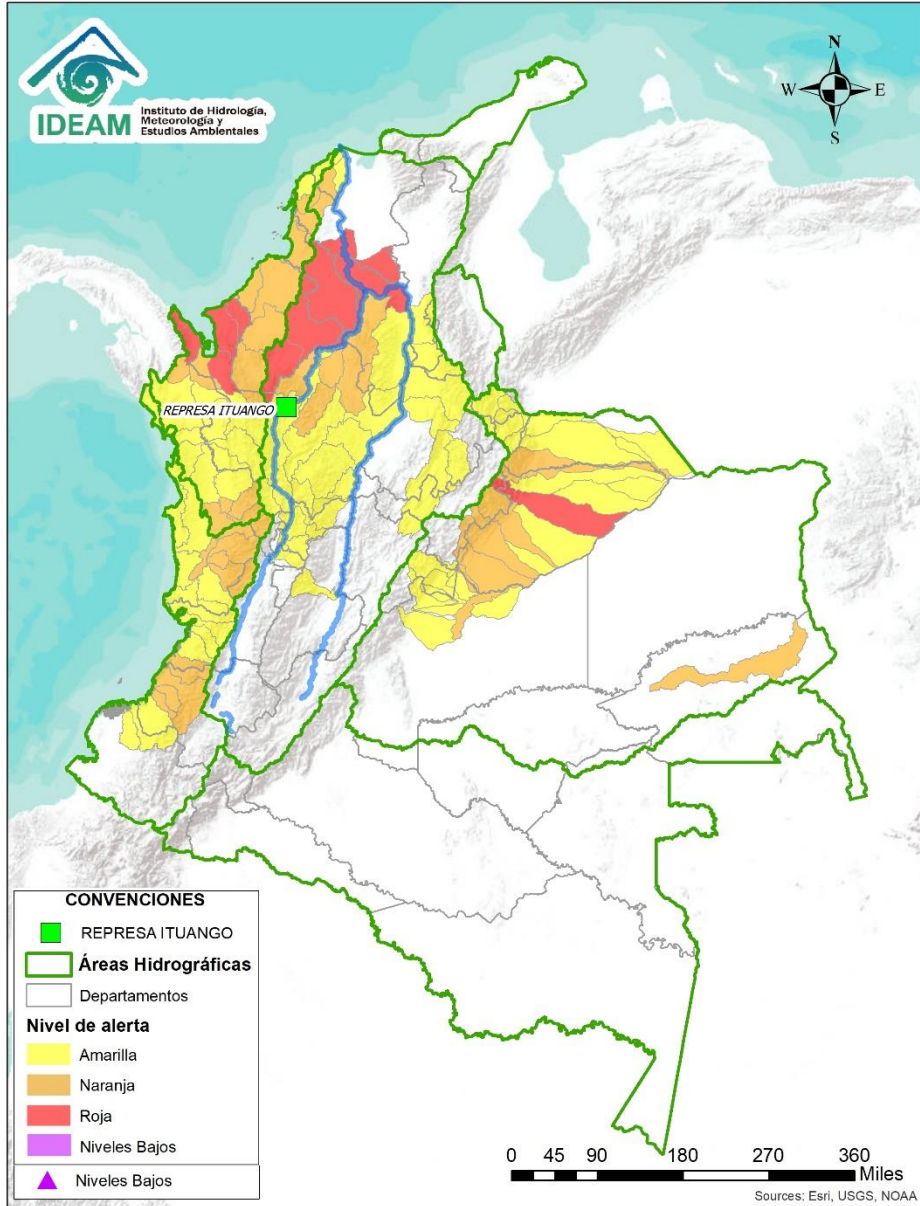 IDEAM
Instituto de Hidrología,
Meteorología y
Estudios Ambientales
N
W
E
S
REPRESA ITUANGO
CONVENCIONES
REPRESA ITUANGO
Áreas Hidrográficas
Departamentos
Nivel de alerta
Amarilla
Naranja
Roja
Niveles Bajos
Niveles Bajos
0 45 90 180 270 360
Miles
Sources: Esri, USGS, NOAA